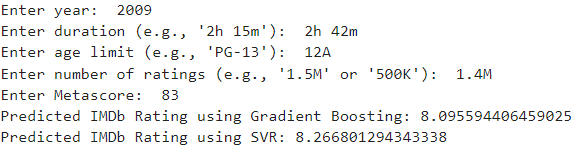 Enter year:  2009
Enter duration (e.g., '2h 15m'):  2h 42m
Enter age limit (e.g., 'PG-13'):  12A
Enter number of ratings (e.g., '1.5M' or '500K'):  1.4M
Enter Metascore:  83
Predicted IMDb Rating using Gradient Boosting: 8.095594406459025
Predicted IMDb Rating using SVR: 8.266801294343338